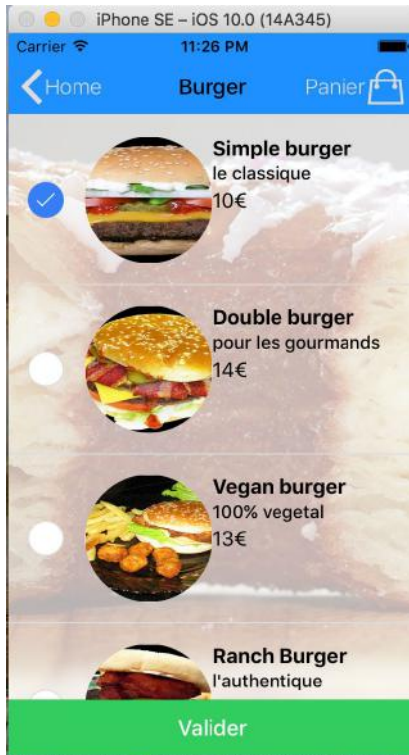 iPhone SE – iOS 10.0 (14A345)
Carrier 11:26 PM
Home Burger Panier
Simple burger
le classique
10€
Double burger
pour les gourmands
14€
Vegan burger
100% vegetal
13€
Ranch Burger
l'authentique
Valider